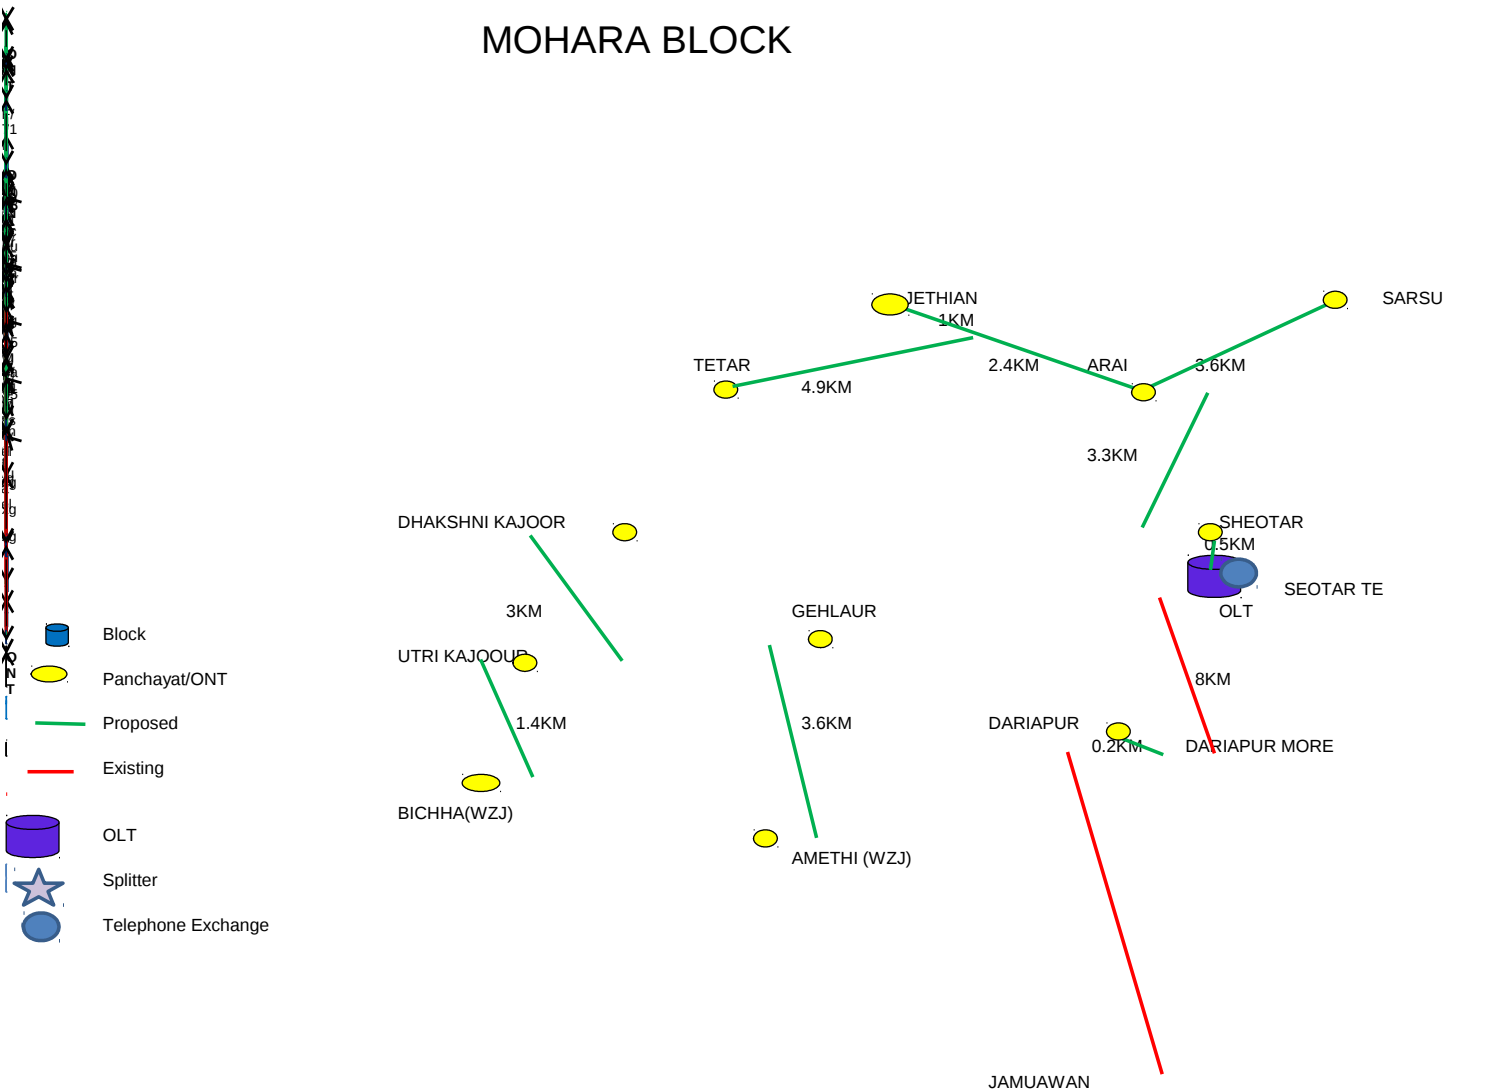 MOHARA BLOCK
JETHIAN
SARSU
1KM
TETAR
2.4KM
ARAI
3.6KM
4.9KM
3.3KM
DHAKSHNI KAJOOR
SHEOTAR
0.5KM
SEOTAR TE
3KM
GEHLAUR
OLT
Block
UTRI KAJOOUR
Panchayat/ONT
8KM
Proposed
1.4KM
3.6KM
DARIAPUR
0.2KM
DARIAPUR MORE
Existing
BICHHA(WZJ)
OLT
AMETHI (WZJ)
Splitter
Telephone Exchange
JAMUAWAN